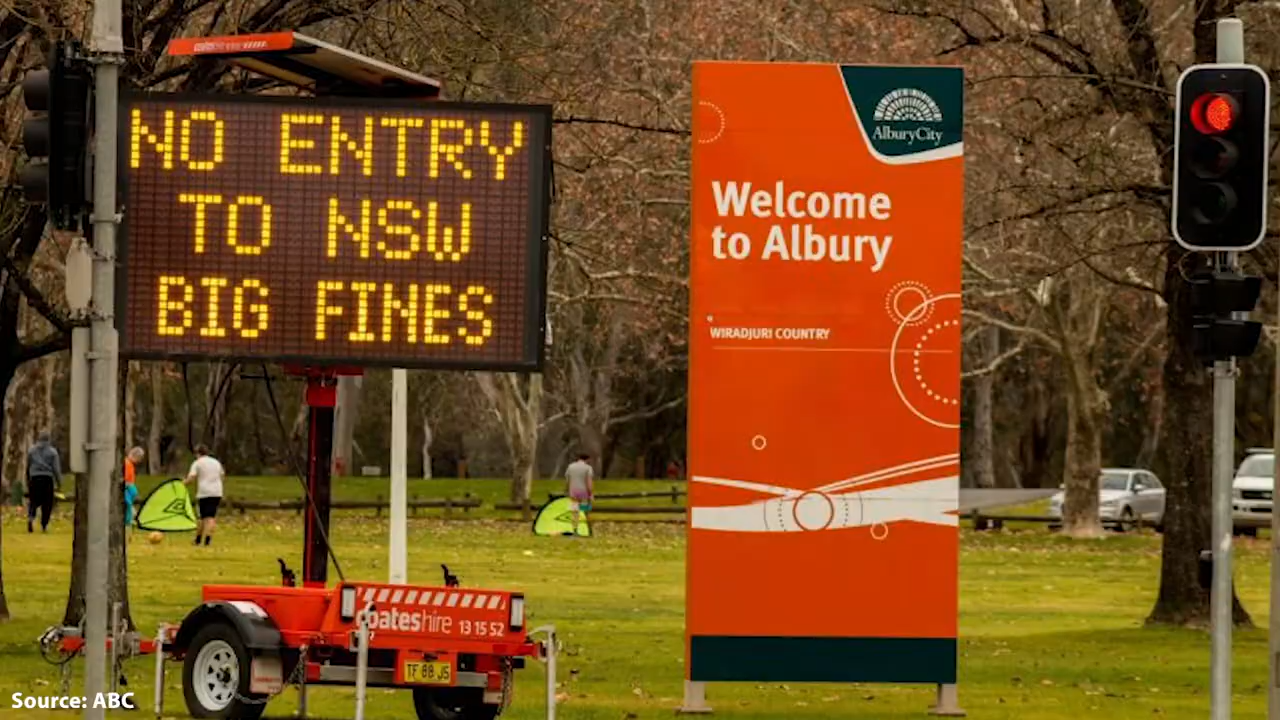 NO ENTRY
TO NSW
BIG FINES
AlburyCity
Welcome
to Albury
WIRADJURI COUNTRY
coateshire 13 15 52
TF 88 JS
Source: ABC